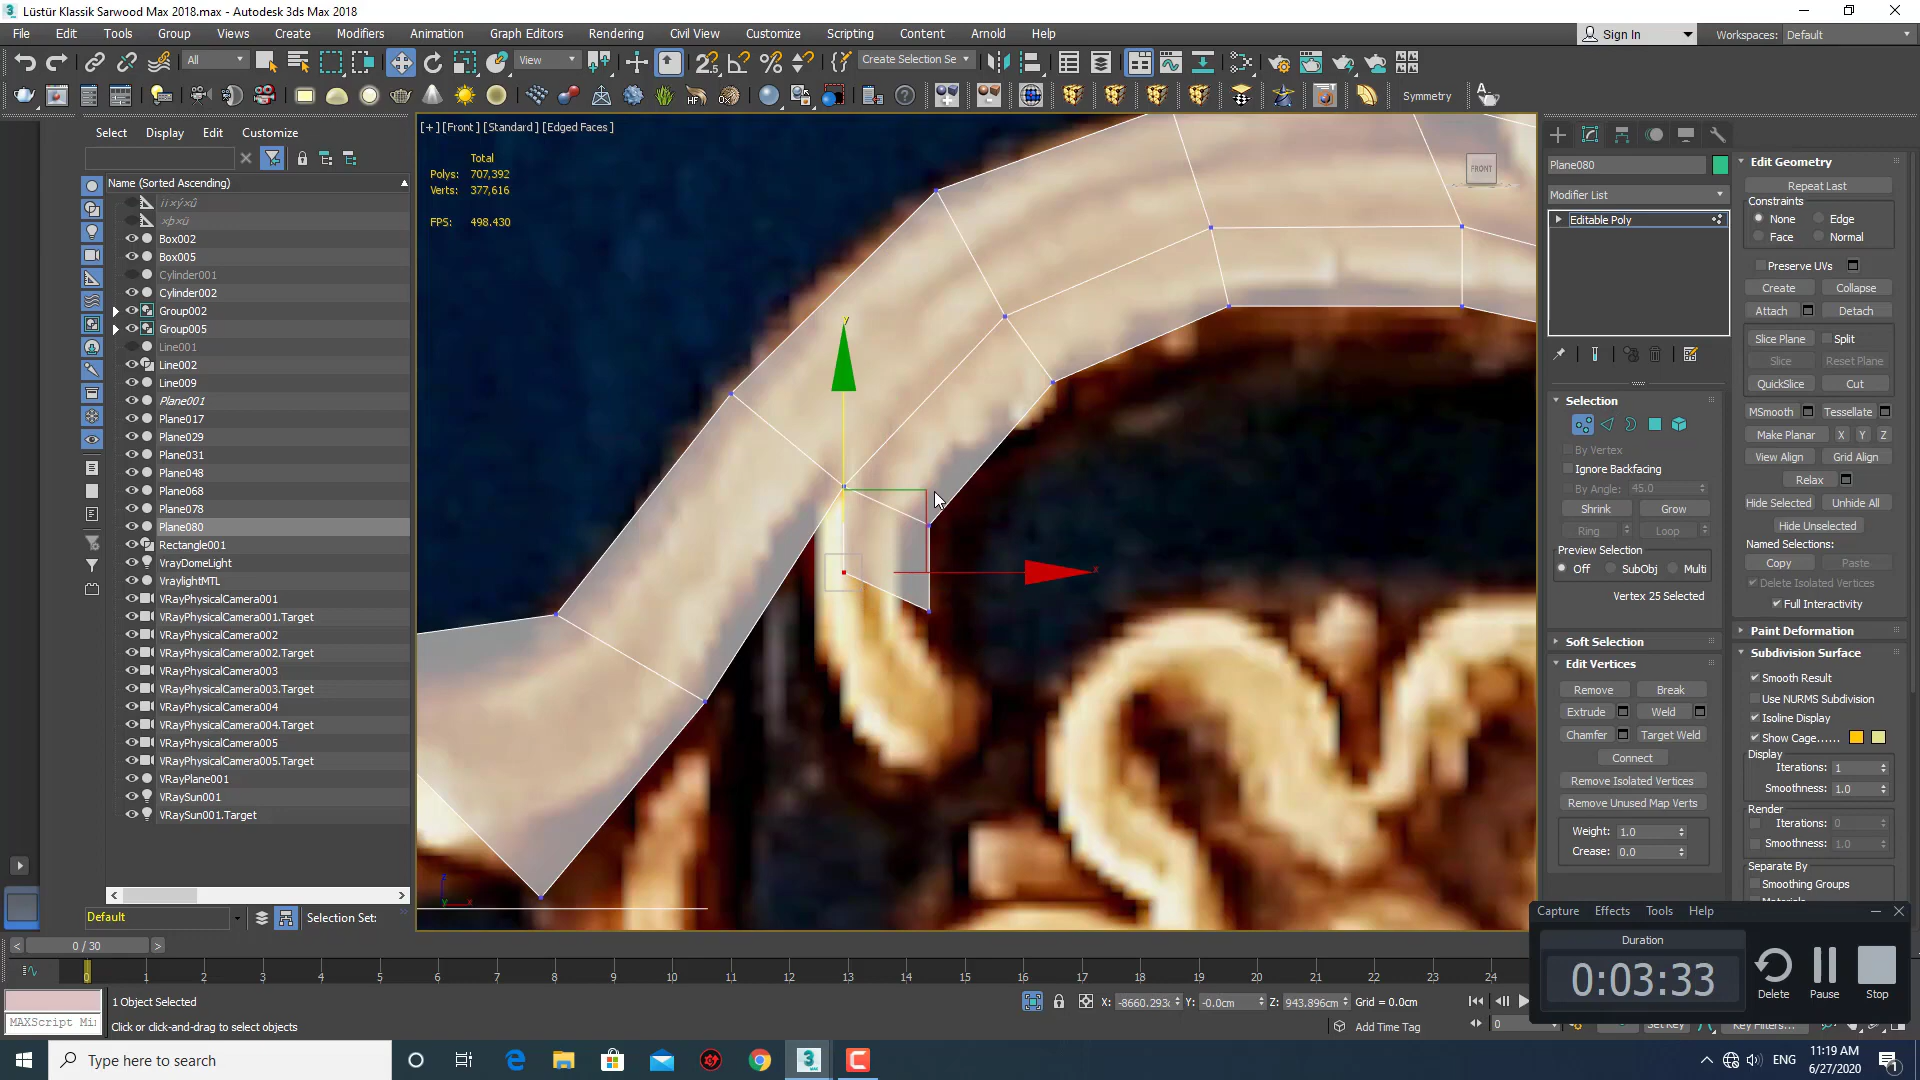 Lüstür Klassik Sarwood Max 2018.max - Autodesk 3ds Max 2018
File Edit Tools Group Views Create Modifiers Animation Graph Editors Rendering Civil View Customize Scripting Content Arnold Help
Sign In
Workspaces: Default
All
View
Create Selection Se
HF
Symmetry
Select Display Edit Customize
Name (Sorted Ascending)
Box002
Box005
Cylinder001
Cylinder002
Group002
Group005
Line001
Line002
Line009
Plane001
Plane017
Plane029
Plane031
Plane048
Plane068
Plane078
Plane080
Rectangle001
VrayDomeLight
VraylightMTL
VRayPhysicalCamera001
VRayPhysicalCamera001.Target
VRayPhysicalCamera002
VRayPhysicalCamera002.Target
VRayPhysicalCamera003
VRayPhysicalCamera003.Target
VRayPhysicalCamera004
VRayPhysicalCamera004.Target
VRayPhysicalCamera005
VRayPhysicalCamera005.Target
VRayPlane001
VRaySun001
VRaySun001.Target
Default
Selection Set:
[+] [Front] [Standard] [Edged Faces]
Total
Polys: 707,392
Verts: 377,616
FPS: 498.430
FRONT
y
x
Plane080
Modifier List
Editable Poly
Selection
By Vertex
Ignore Backfacing
By Angle: 45.0
Shrink Grow
Ring Loop
Preview Selection
Off SubObj Multi
Vertex 25 Selected
Soft Selection
Edit Vertices
Remove Break
Extrude Weld
Chamfer Target Weld
Connect
Remove Isolated Vertices
Remove Unused Map Verts
Weight: 1.0
Crease: 0.0
Edit Geometry
Repeat Last
Constraints
None Edge
Face Normal
Preserve UVs
Create Collapse
Attach Detach
Slice Plane Split
Slice Reset Plane
QuickSlice Cut
MSmooth Tessellate
Make Planar X Y Z
View Align Grid Align
Relax
Hide Selected Unhide All
Hide Unselected
Named Selections:
Copy Paste
Delete Isolated Vertices
Full Interactivity
Paint Deformation
Subdivision Surface
Smooth Result
Use NURMS Subdivision
Isoline Display
Show Cage......
Display
Iterations: 1
Smoothness: 1.0
Render
Iterations: 0
Smoothness: 1.0
Separate By
Smoothing Groups
Capture Effects Tools Help
Duration
0:03:33
Delete Pause Stop
0 / 30
0 1 2 3 4 5 6 7 8 9 10 11 12 13 14 15 16 17 18 19 20 21 22 23 24
MAXScript Mi
1 Object Selected
Click or click-and-drag to select objects
X: -8660.293c Y: -0.0cm Z: 943.896cm Grid = 0.0cm
Add Time Tag
0
Set Key
Key Filters...
Type here to search
ENG
11:19 AM
6/27/2020
1